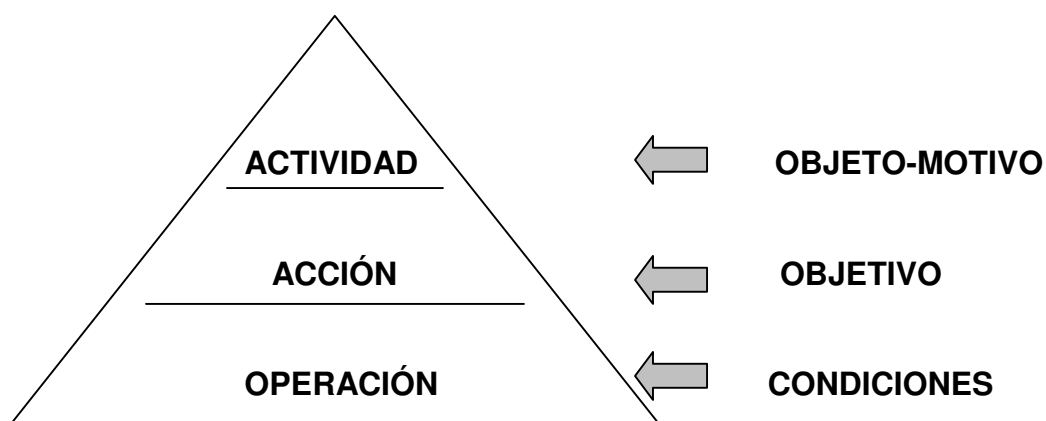 ACTIVIDAD OBJETO-MOTIVO
ACCIÓN OBJETIVO
OPERACIÓN CONDICIONES